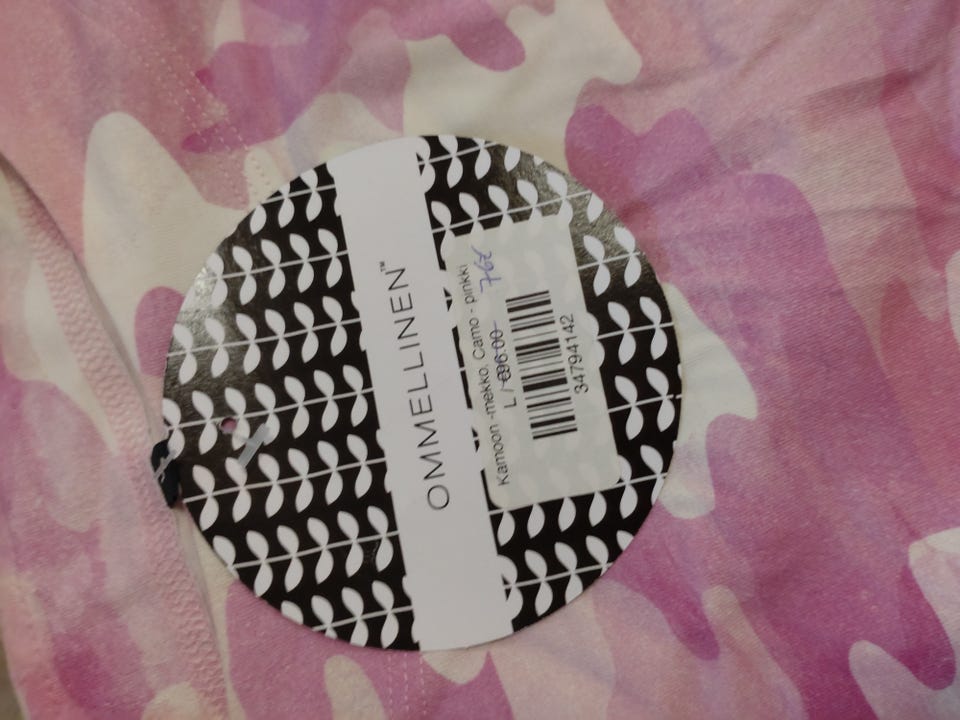 OMMELLINEN™
Kamoon -mekko, Camo - pinkki
L / €96.00
76€
34794142